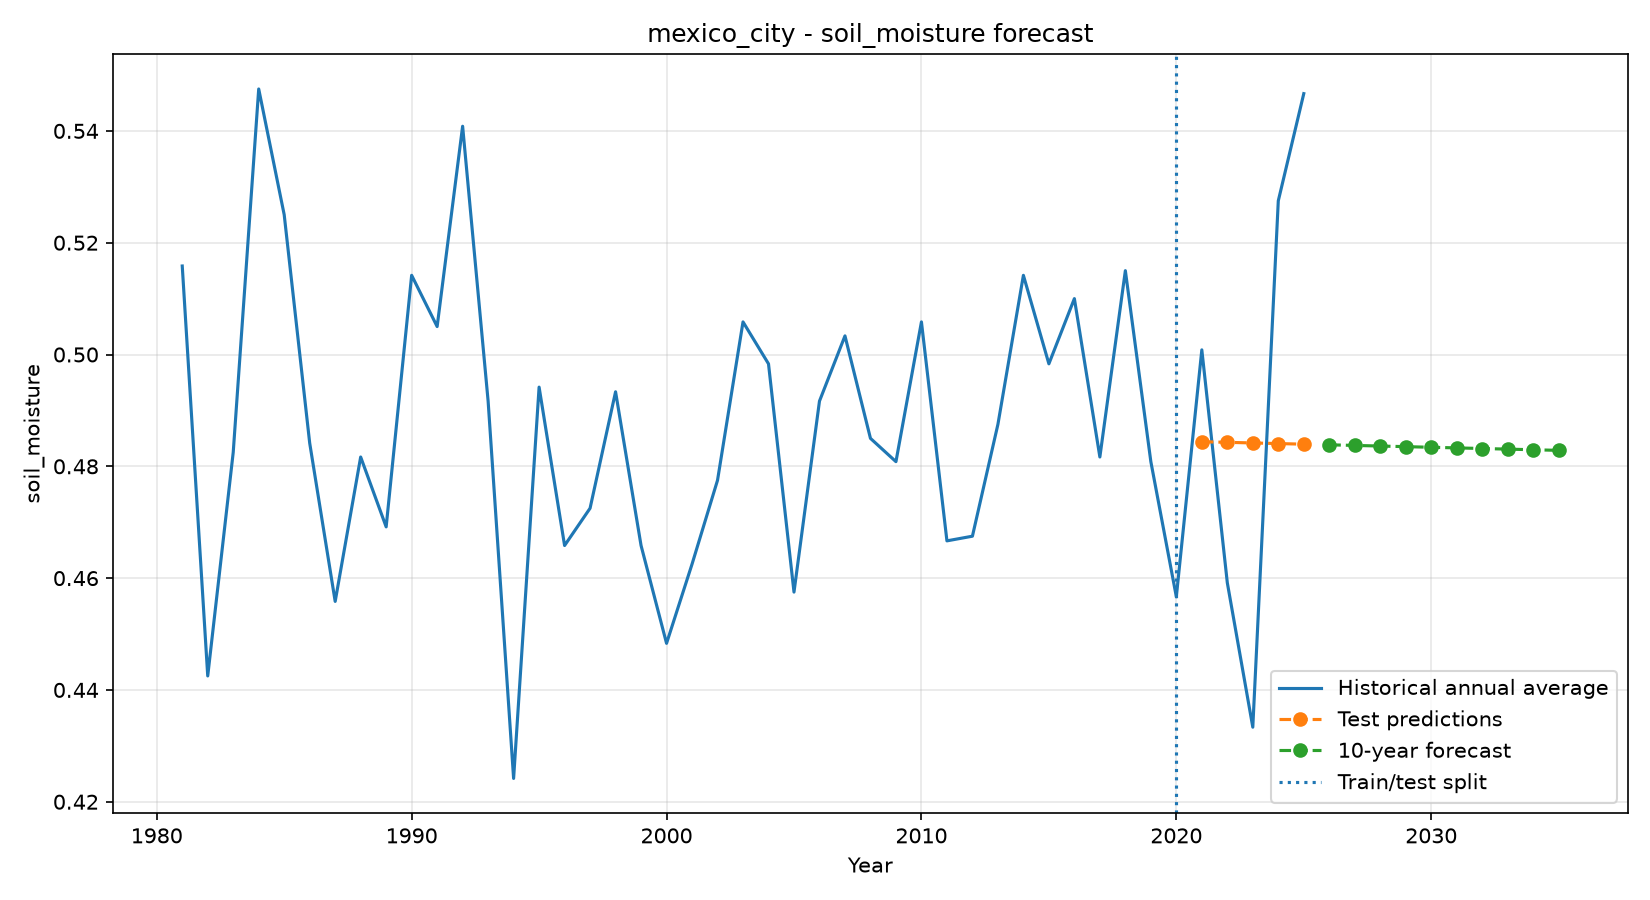 mexico_city - soil_moisture forecast
soil_moisture
0.54
0.52
0.50
0.48
0.46
0.44
0.42
Historical annual average
Test predictions
10-year forecast
Train/test split
1980
1990
2000
2010
2020
2030
Year